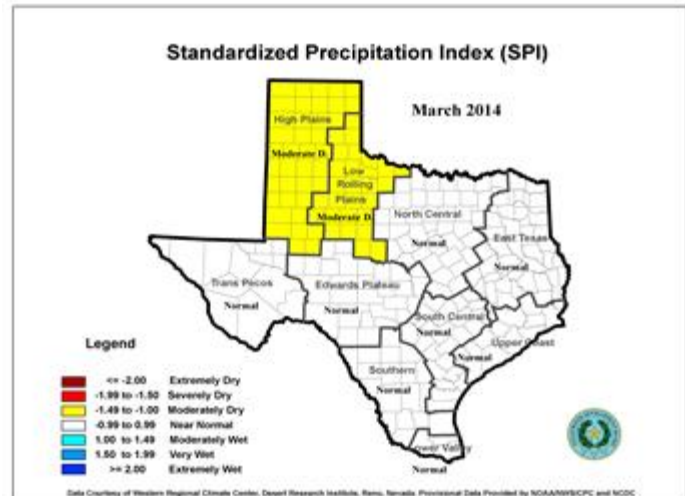 Standardized Precipitation Index (SPI)
March 2014
High Plains
Moderate D.
Low
Rolling
Plains
Moderate D.
North Central
Normal
East Texas
Normal
Trans Pecos
Normal
Edwards Plateau
Normal
South Central
Normal
Upper Coast
Normal
Southern
Normal
Lower Valley
Normal
Legend
<= -2.00 Extremely Dry
-1.99 to -1.50 Severely Dry
-1.49 to -1.00 Moderately Dry
-0.99 to 0.99 Near Normal
1.00 to 1.49 Moderately Wet
1.50 to 1.99 Very Wet
>= 2.00 Extremely Wet
Data Courtesy of Western Regional Climate Center, Desert Research Institute, Reno, Nevada. Provisional Data Provided by NOAA/NWS/CPC and NCDC